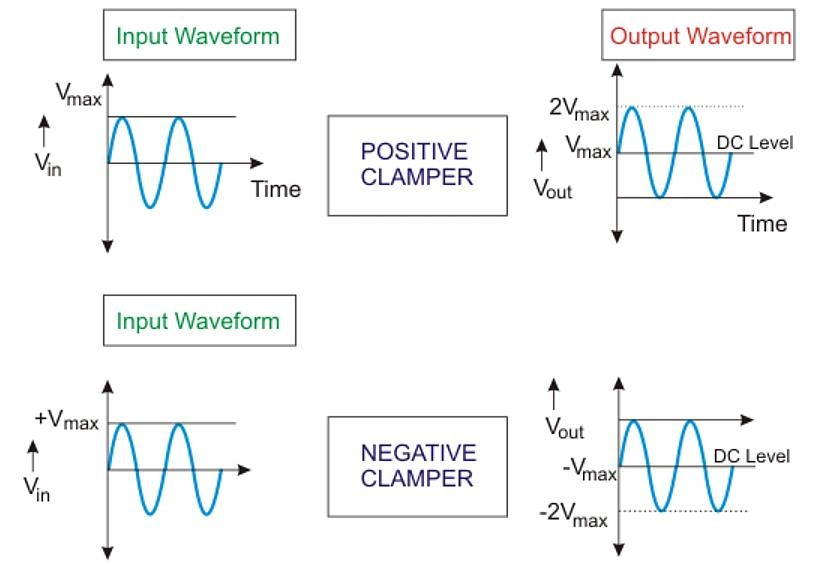 Input Waveform
Output Waveform
Vmax
Vin
Time
POSITIVE
CLAMPER
2Vmax
Vmax
DC Level
Vout
Time
Input Waveform
+Vmax
Vin
NEGATIVE
CLAMPER
Vout
-Vmax
DC Level
-2Vmax